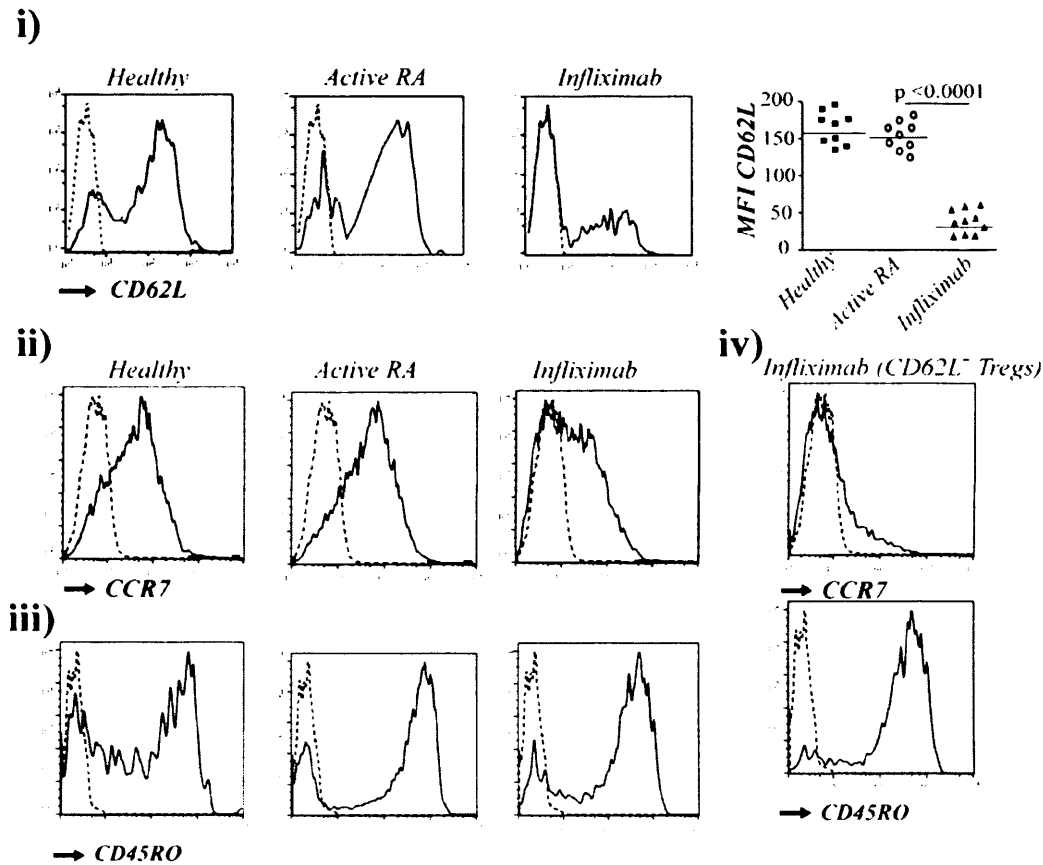 i)
Healthy
Active RA
Infliximab
p <0.0001
200
150
100
50
0
MFI CD62L
Healthy
Active RA
Infliximab
CD62L
ii)
Healthy
Active RA
Infliximab
CCR7
iv)
Infliximab (CD62L⁻ Tregs)
CCR7
iii)
CD45RO
CD45RO